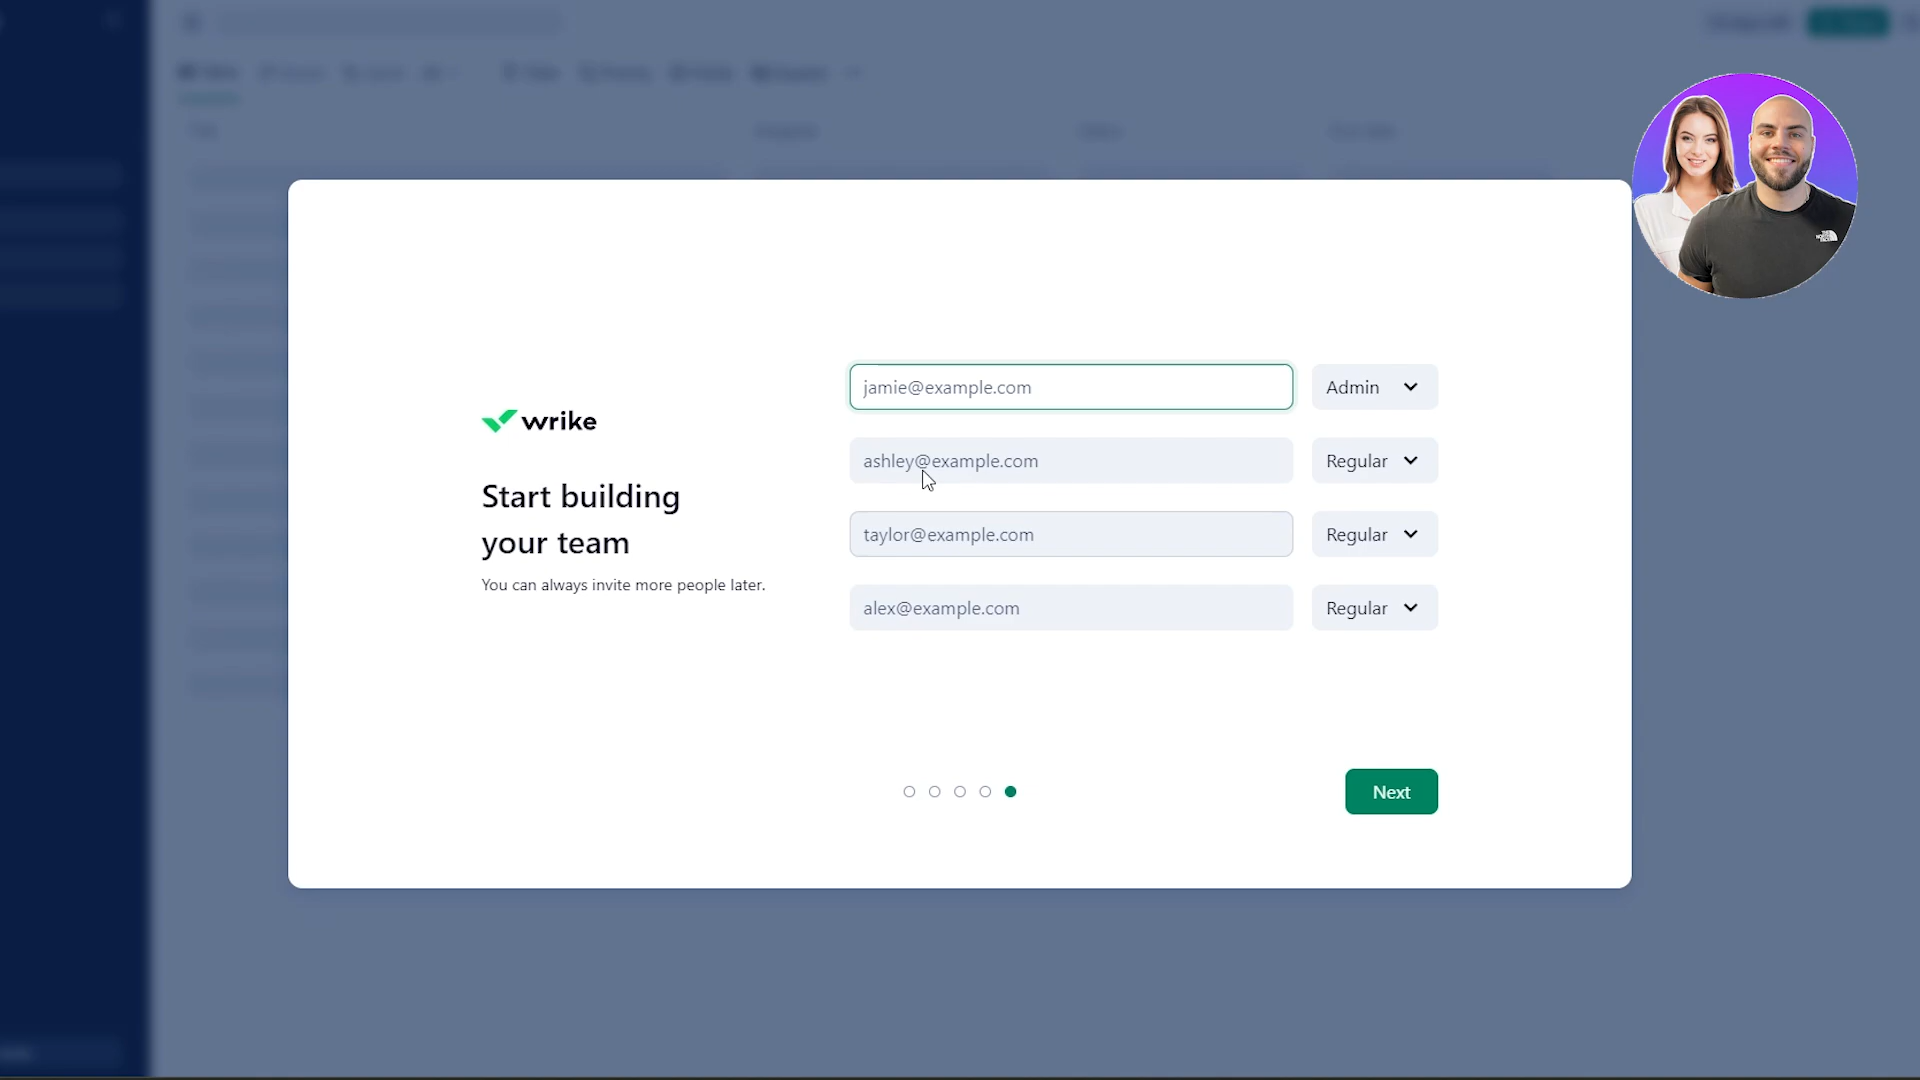 wrike
Start building
your team
You can always invite more people later.
jamie@example.com
Admin
ashley@example.com
Regular
taylor@example.com
Regular
alex@example.com
Regular
Next